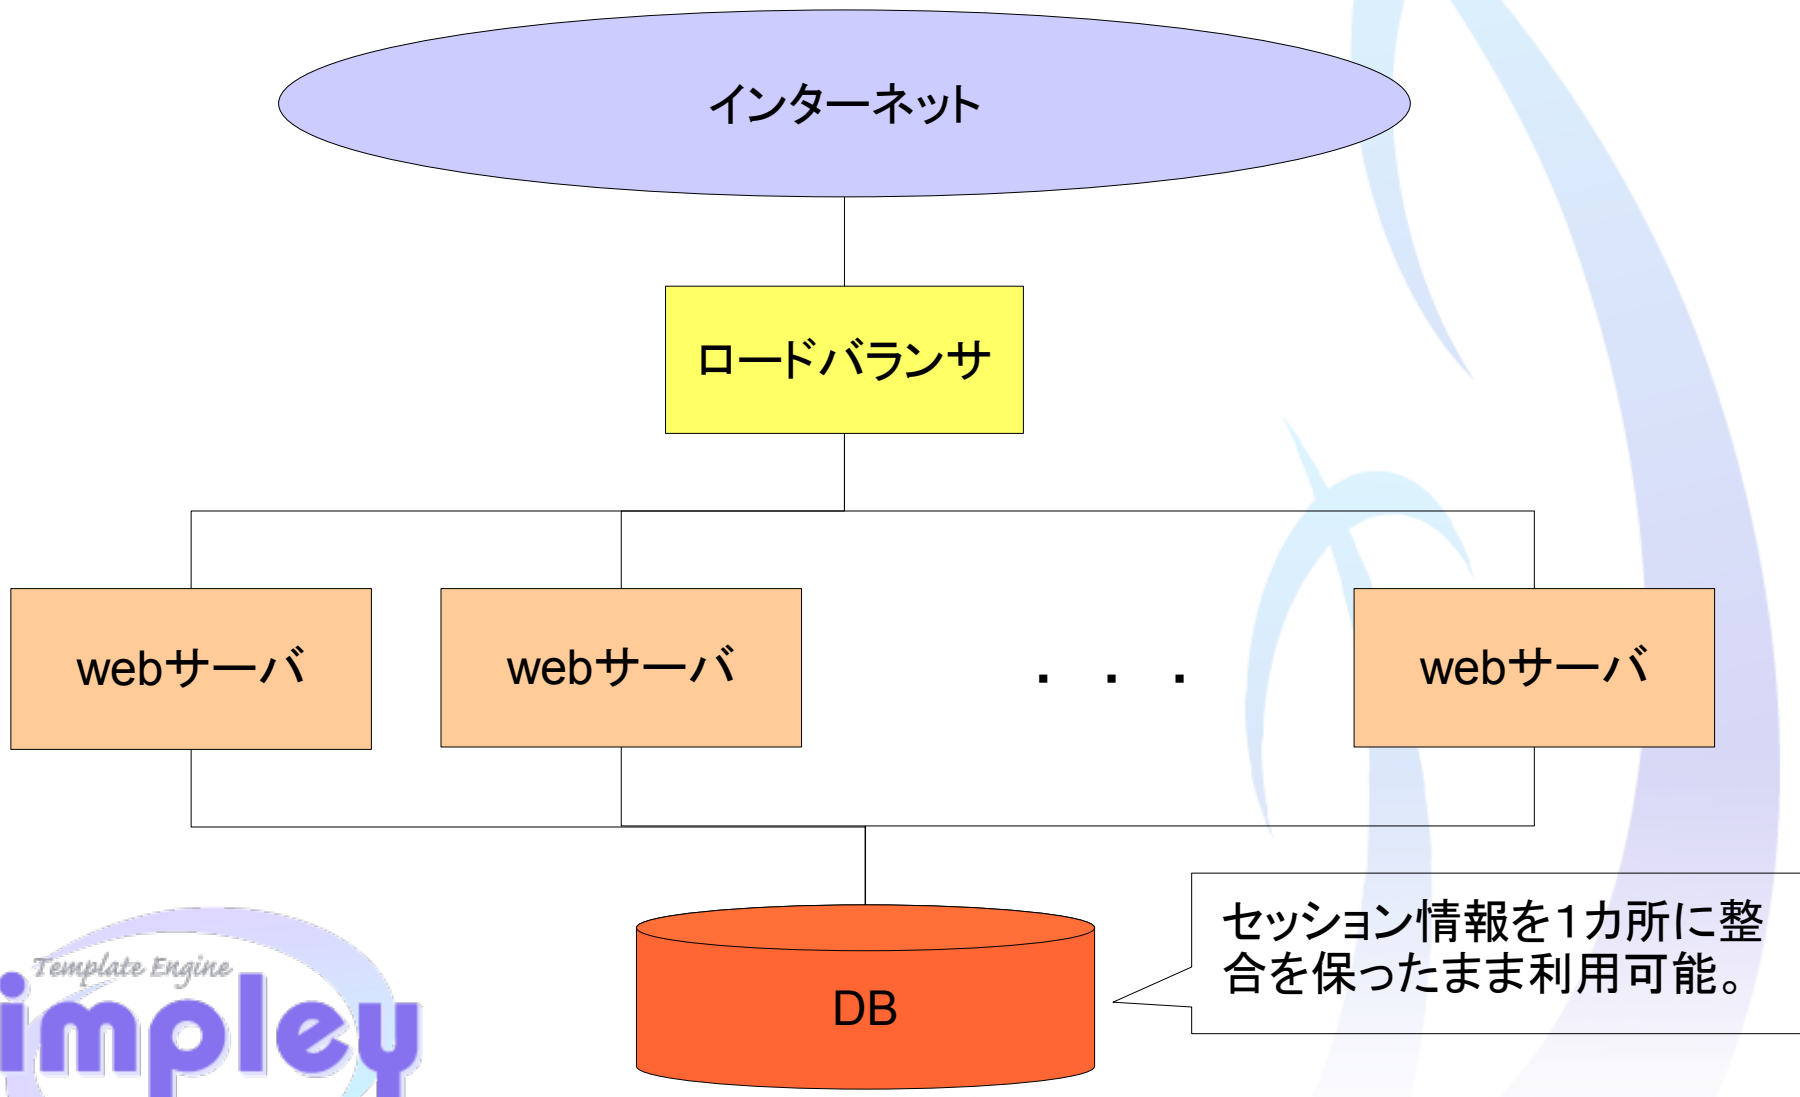 インターネット
ロードバランサ
webサーバ
webサーバ
．．．
webサーバ
セッション情報を１カ所に整
合を保ったまま利用可能。
DB
Template Engine
impley